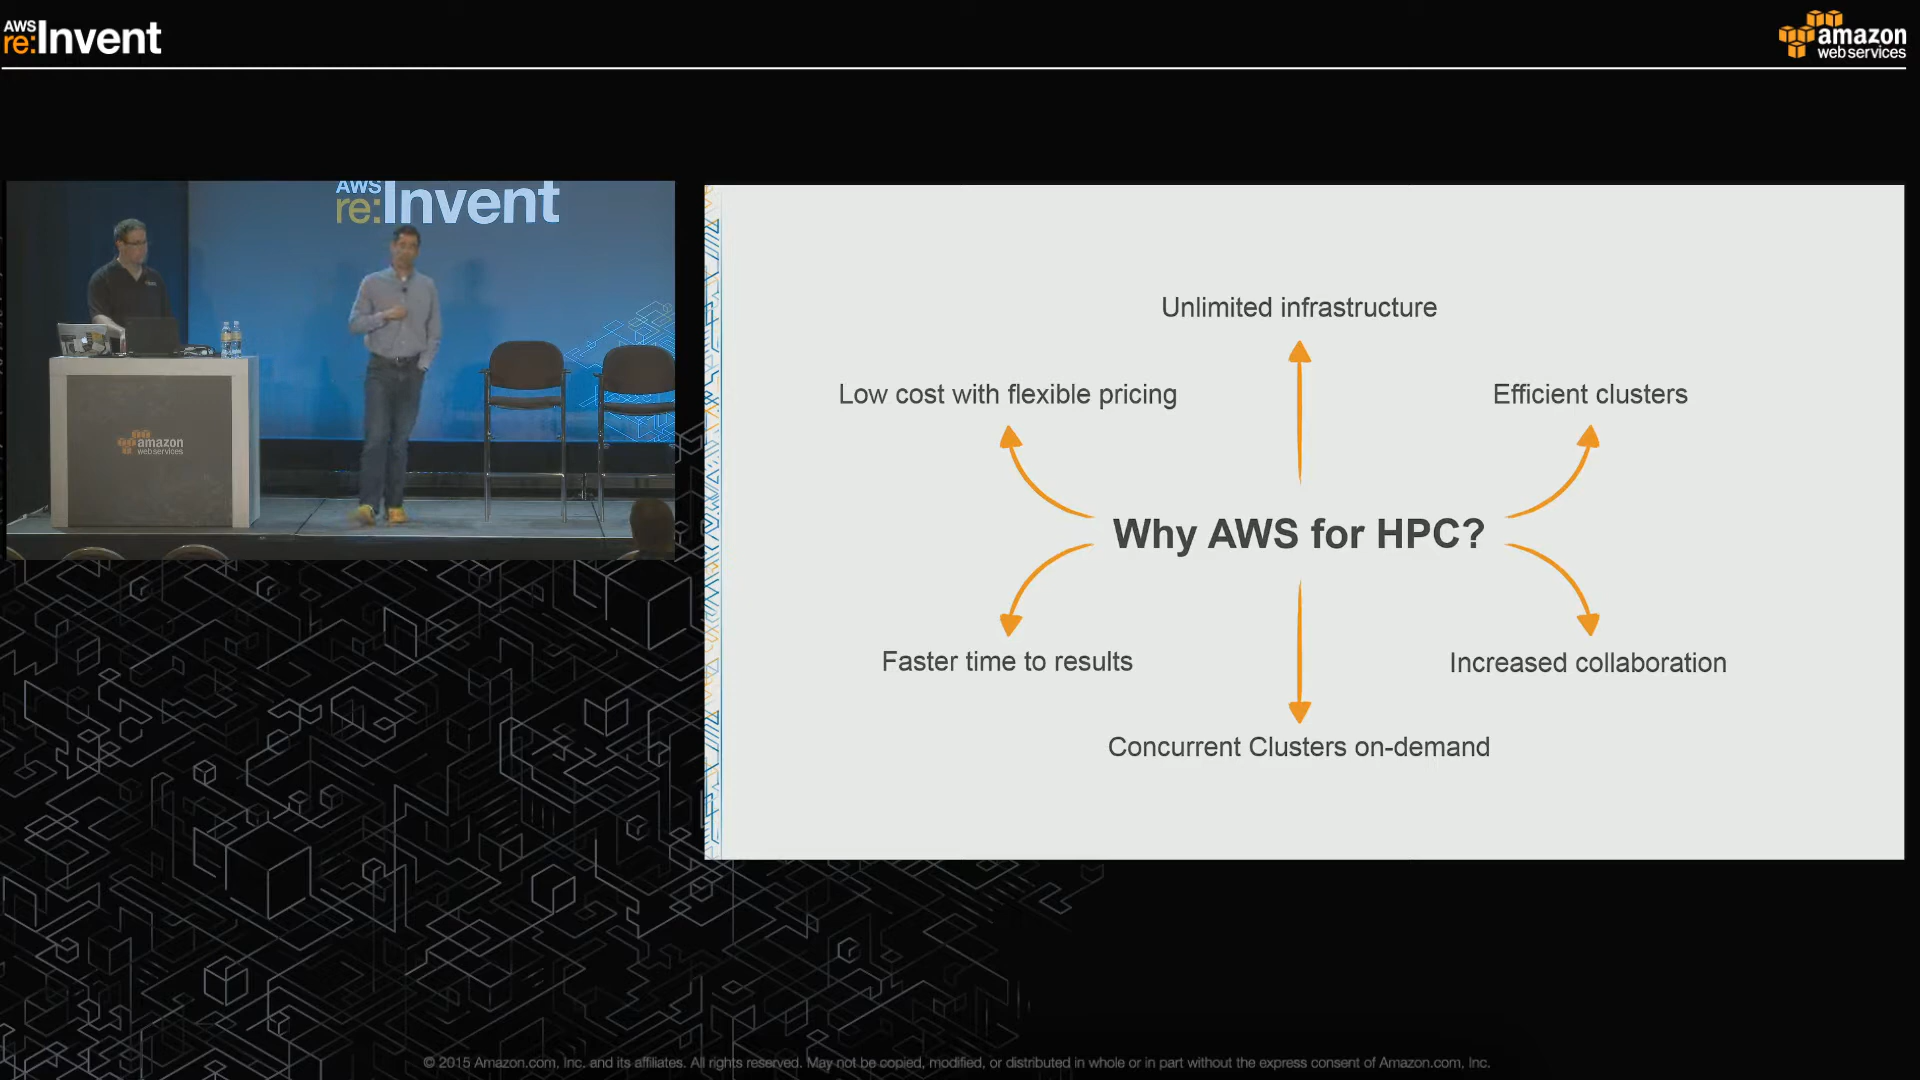 AWS
re:Invent
amazon
web services
AWS
re:Invent
amazon
web services
Unlimited infrastructure
Low cost with flexible pricing
Efficient clusters
Why AWS for HPC?
Faster time to results
Increased collaboration
Concurrent Clusters on-demand
© 2015 Amazon.com, Inc. and its affiliates. All rights reserved. May not be copied, modified, or distributed in whole or in part without the express consent of Amazon.com, Inc.